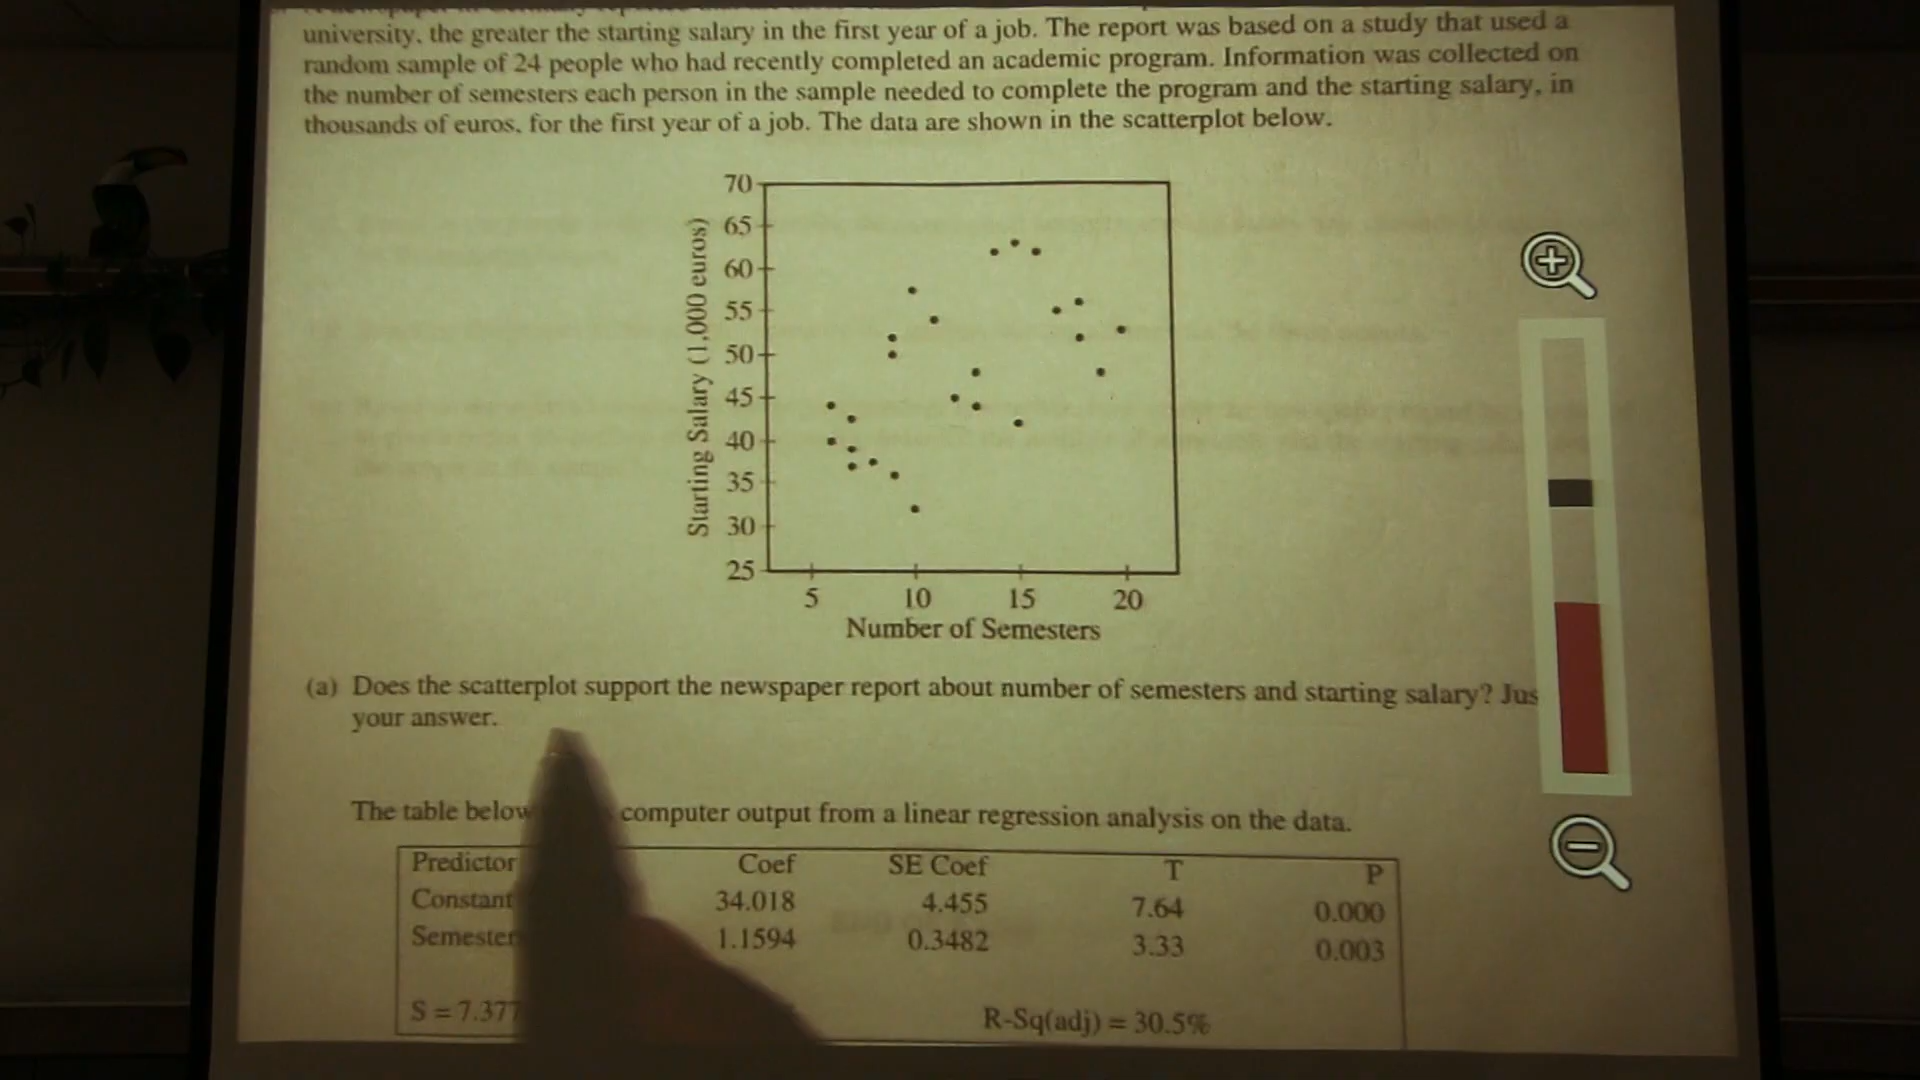 university, the greater the starting salary in the first year of a job. The report was based on a study that used a
random sample of 24 people who had recently completed an academic program. Information was collected on
the number of semesters each person in the sample needed to complete the program and the starting salary, in
thousands of euros, for the first year of a job. The data are shown in the scatterplot below.
70
65
60
55
50
45
40
35
30
25
Starting Salary (1,000 euros)
5 10 15 20
Number of Semesters
(a) Does the scatterplot support the newspaper report about number of semesters and starting salary? Jus
your answer.
The table below computer output from a linear regression analysis on the data.
Predictor Coef SE Coef T P
Constant 34.018 4.455 7.64 0.000
Semester 1.1594 0.3482 3.33 0.003
S = 7.377 R-Sq(adj) = 30.5%